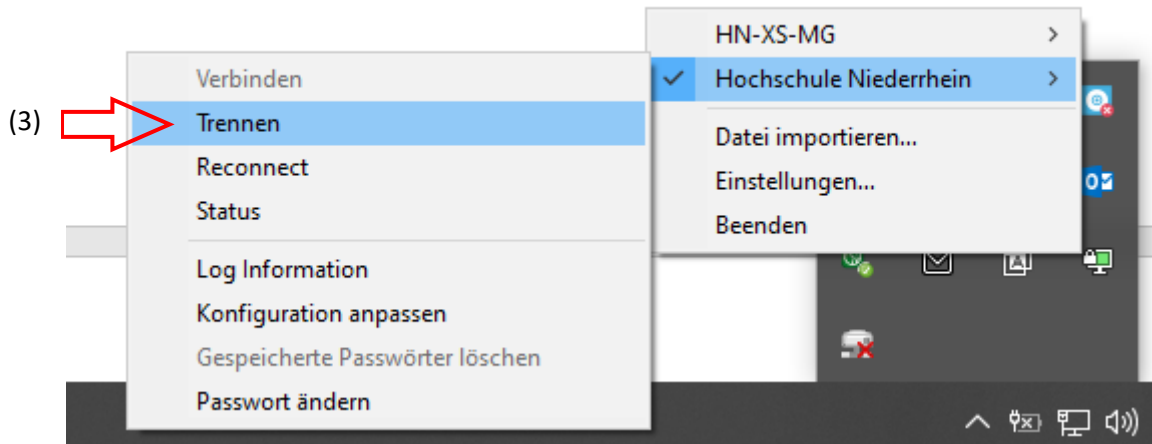 HN-XS-MG
Hochschule Niederrhein
Datei importieren...
Einstellungen...
Beenden
(3)
Verbinden
Trennen
Reconnect
Status
Log Information
Konfiguration anpassen
Gespeicherte Passwörter löschen
Passwort ändern